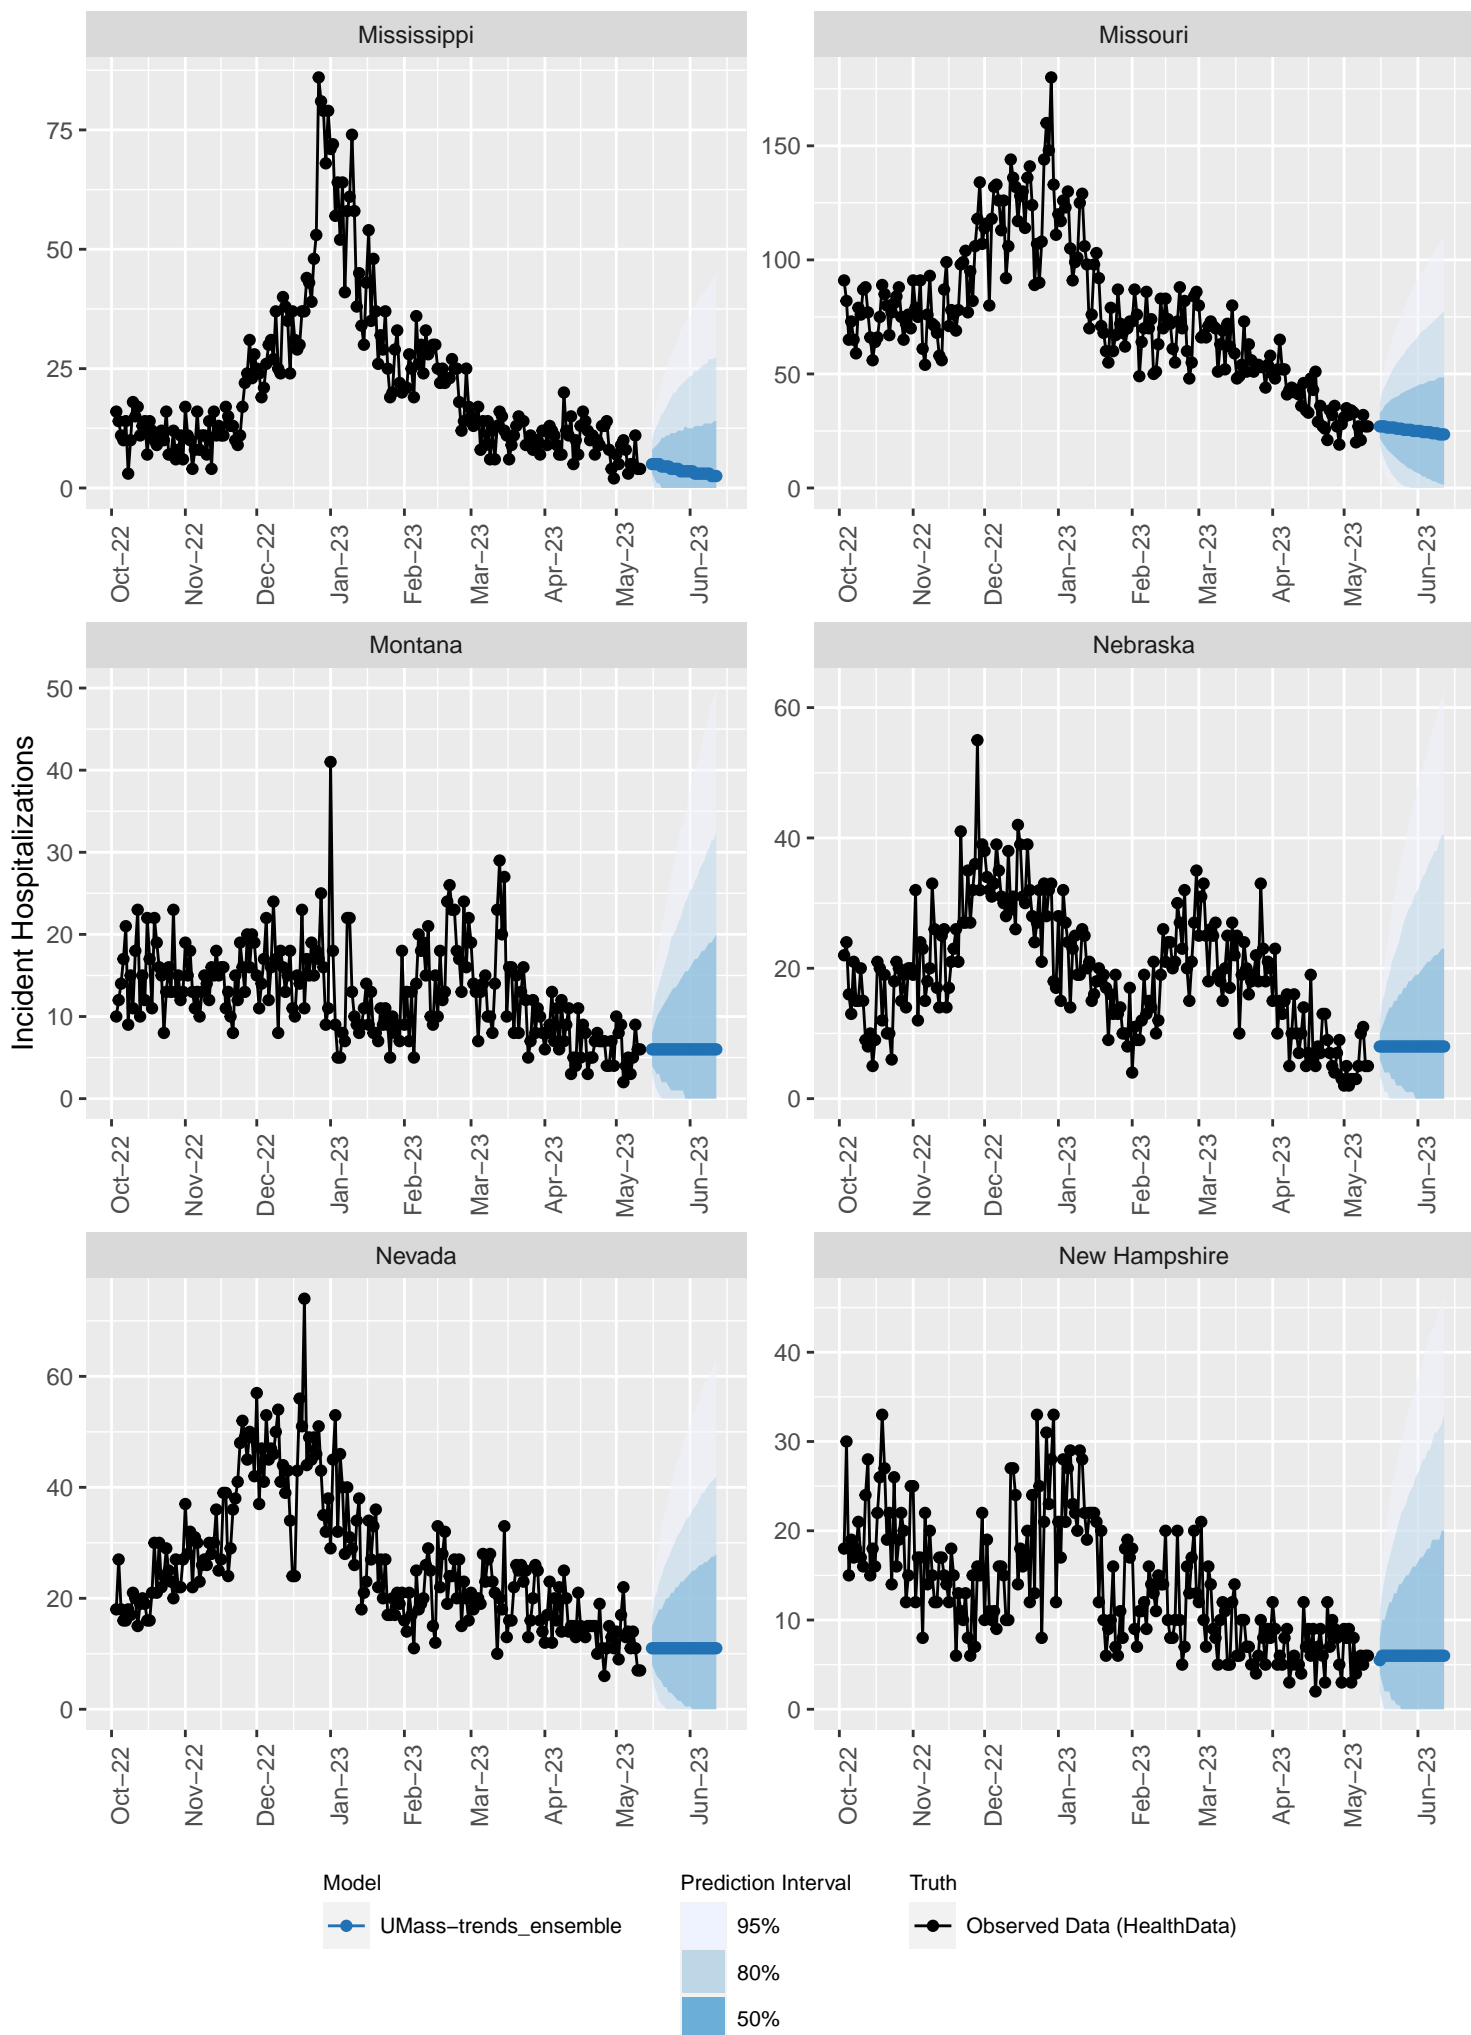 Mississippi
Missouri
75
50
25
0
150
100
50
0
Oct−22
Nov−22
Dec−22
Jan−23
Feb−23
Mar−23
Apr−23
May−23
Jun−23
Oct−22
Nov−22
Dec−22
Jan−23
Feb−23
Mar−23
Apr−23
May−23
Jun−23
Incident Hospitalizations
Montana
Nebraska
50
40
30
20
10
0
60
40
20
0
Oct−22
Nov−22
Dec−22
Jan−23
Feb−23
Mar−23
Apr−23
May−23
Jun−23
Oct−22
Nov−22
Dec−22
Jan−23
Feb−23
Mar−23
Apr−23
May−23
Jun−23
Nevada
New Hampshire
60
40
20
0
40
30
20
10
0
Oct−22
Nov−22
Dec−22
Jan−23
Feb−23
Mar−23
Apr−23
May−23
Jun−23
Oct−22
Nov−22
Dec−22
Jan−23
Feb−23
Mar−23
Apr−23
May−23
Jun−23
Model
UMass−trends_ensemble
Prediction Interval
95%
80%
50%
Truth
Observed Data (HealthData)